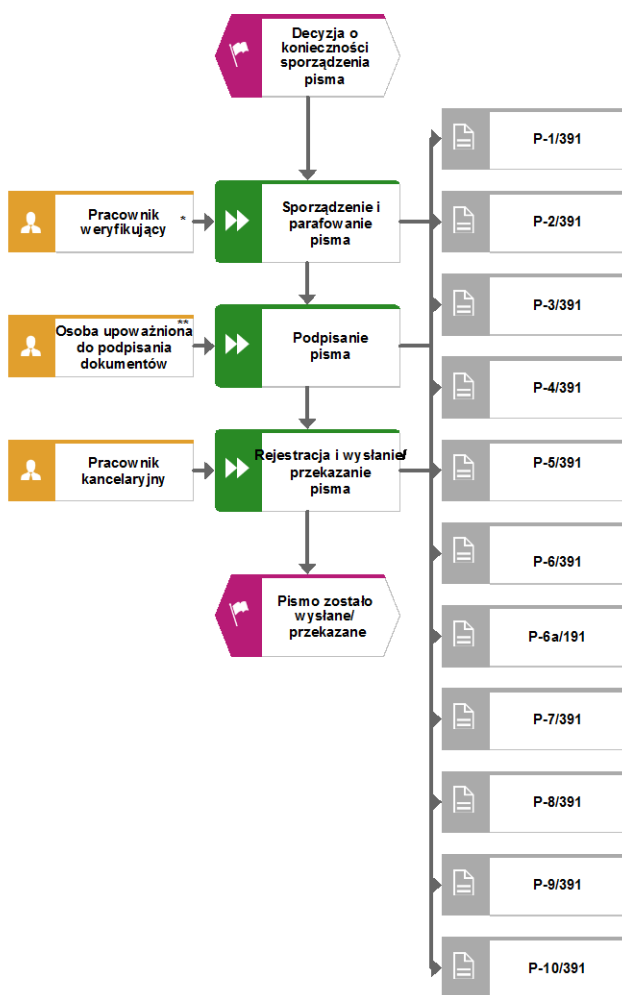 Decyzja o
konieczności
sporządzenia
pisma
P-1/391
Pracownik *
weryfikujący
Sporządzenie i
parafowanie
pisma
P-2/391
P-3/391
**
Osoba upoważniona
do podpisania
dokumentów
Podpisanie
pisma
P-4/391
Pracownik
kancelaryjny
Rejestracja i wysłanie/
przekazanie
pisma
P-5/391
P-6/391
Pismo zostało
wysłane/
przekazane
P-6a/191
P-7/391
P-8/391
P-9/391
P-10/391